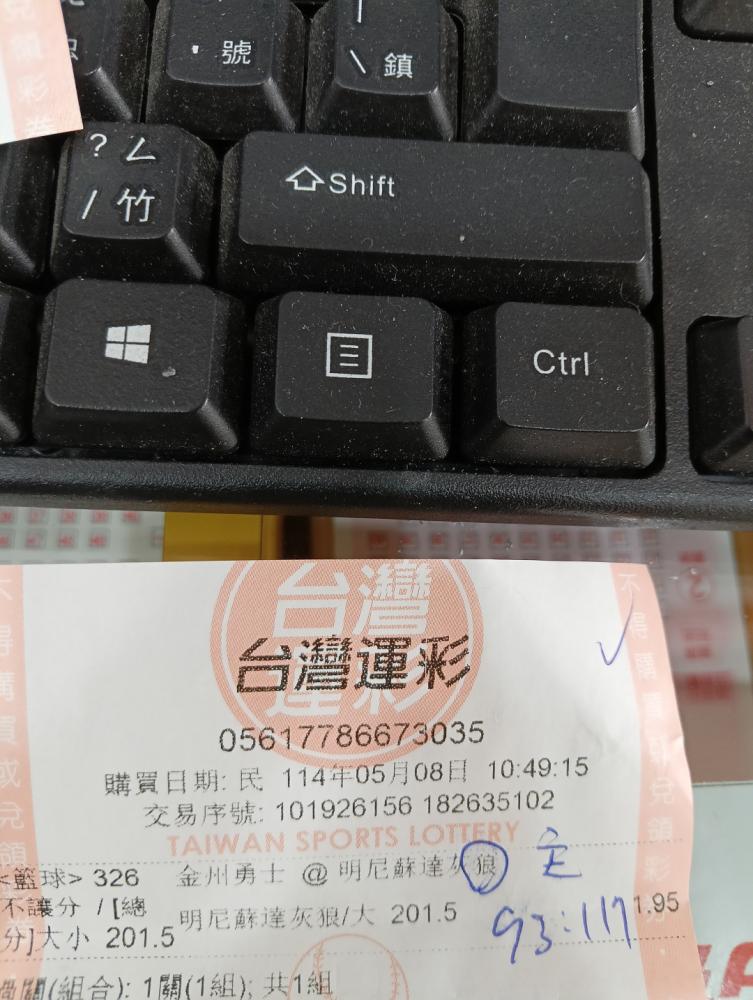 號
\ 鎮
? ㄥ
/ 竹
Shift
Ctrl
台灣運彩
05617786673035
購買日期: 民 114年05月08日 10:49:15
交易序號: 101926156 182635102
TAIWAN SPORTS LOTTERY
<籃球> 326 金州勇士 @ 明尼蘇達灰狼 主
不讓分 / [總分]大小 201.5
明尼蘇達灰狼/大 201.5 1.95
93:117
過關(組合): 1關(1組); 共1組